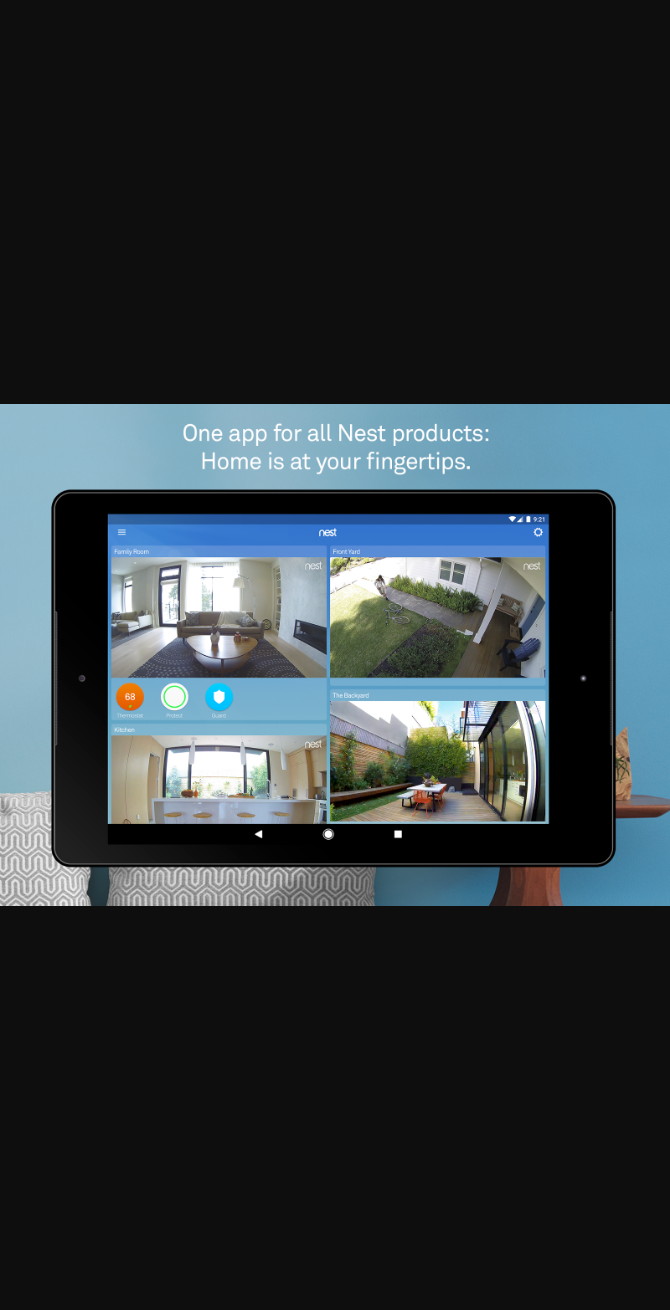 One app for all Nest products:
Home is at your fingertips.
9:21
nest
Family Room
nest
Front Yard
nest
68
Thermostat
Protect
Guard
The Backyard
Kitchen
nest